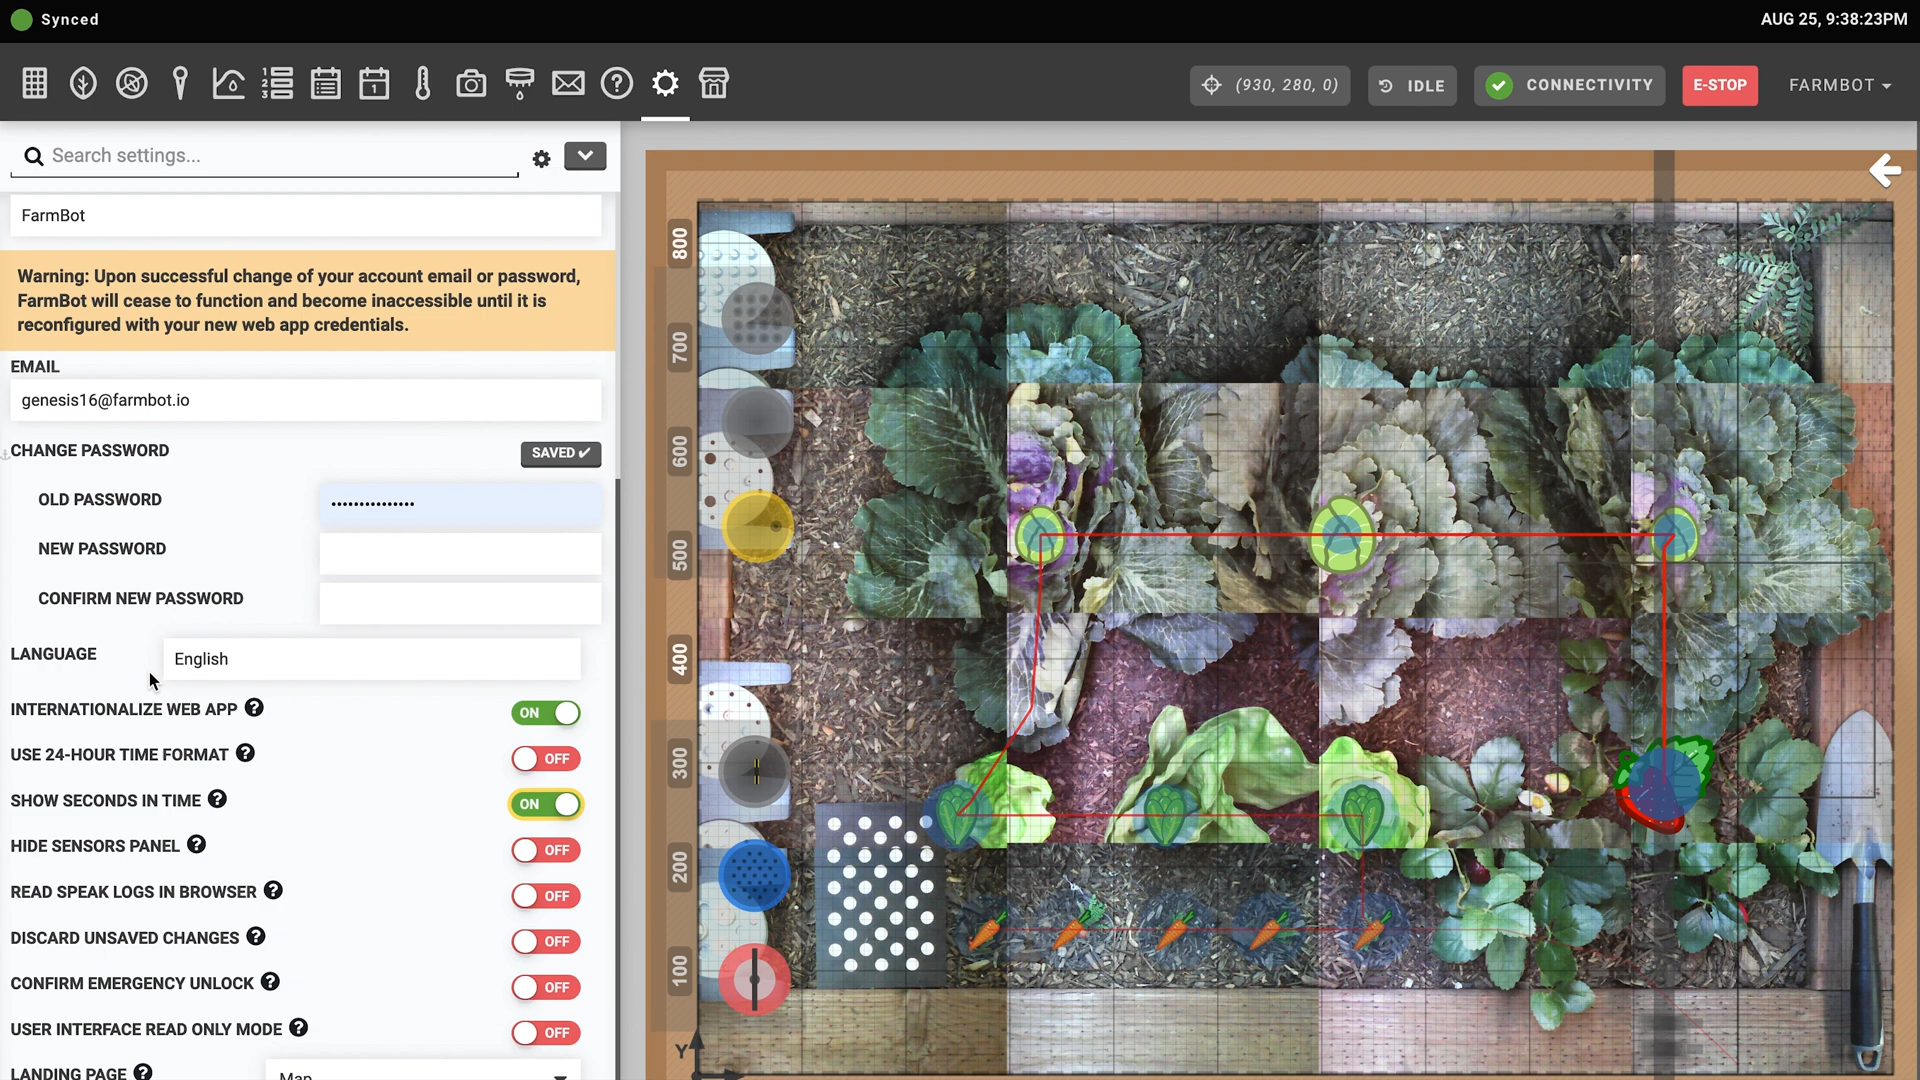 Synced
AUG 25, 9:38:23PM
(930, 280, 0)
IDLE
CONNECTIVITY
E-STOP
FARMBOT
Search settings...
FarmBot
Warning: Upon successful change of your account email or password,
FarmBot will cease to function and become inaccessible until it is
reconfigured with your new web app credentials.
EMAIL
genesis16@farmbot.io
CHANGE PASSWORD
SAVED ✔
OLD PASSWORD
•••••••••••••••
NEW PASSWORD
CONFIRM NEW PASSWORD
LANGUAGE
English
INTERNATIONALIZE WEB APP
ON
USE 24-HOUR TIME FORMAT
OFF
SHOW SECONDS IN TIME
ON
HIDE SENSORS PANEL
OFF
READ SPEAK LOGS IN BROWSER
OFF
DISCARD UNSAVED CHANGES
OFF
CONFIRM EMERGENCY UNLOCK
OFF
USER INTERFACE READ ONLY MODE
OFF
LANDING PAGE
Map
800
700
600
500
400
300
200
100
Y